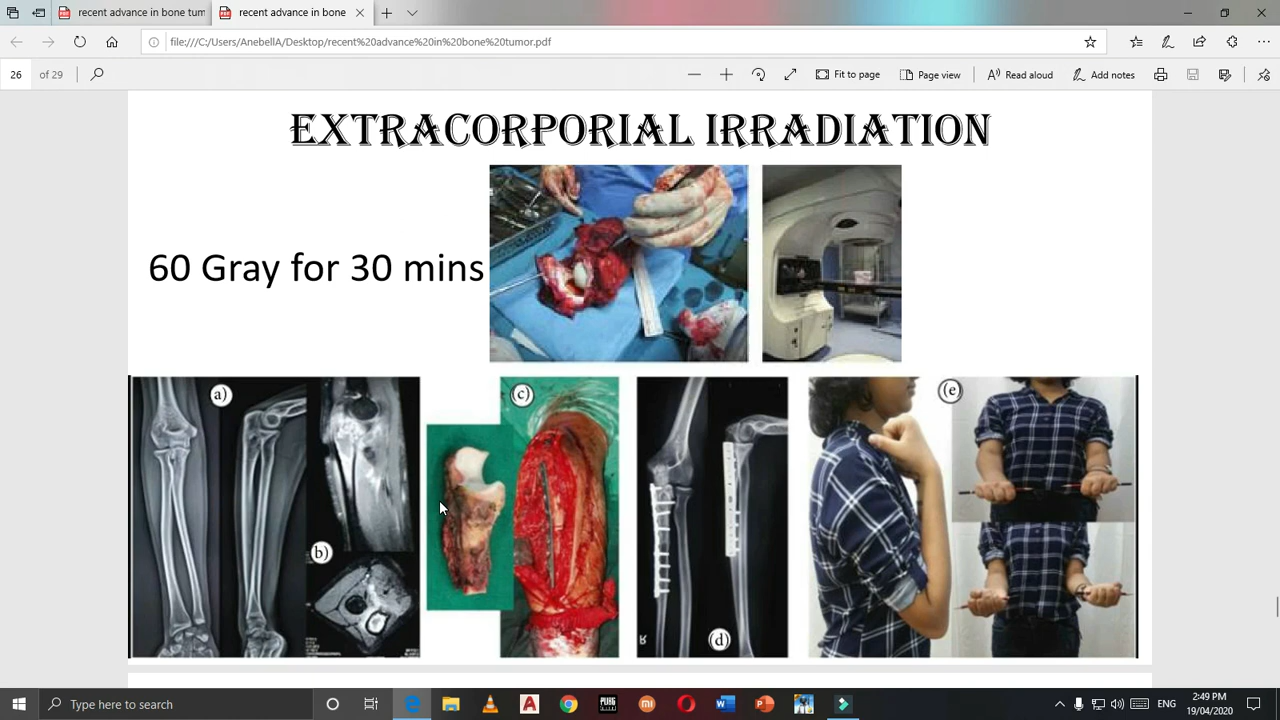 recent advance in bone tum
recent advance in bone
file:///C:/Users/AnebellA/Desktop/recent%20advance%20in%20bone%20tumor.pdf
26 of 29
Fit to page
Page view
Read aloud
Add notes
EXTRACORPORIAL IRRADIATION
60 Gray for 30 mins
a)
b)
(c)
R
(d)
(e)
Type here to search
ENG
2:49 PM
19/04/2020